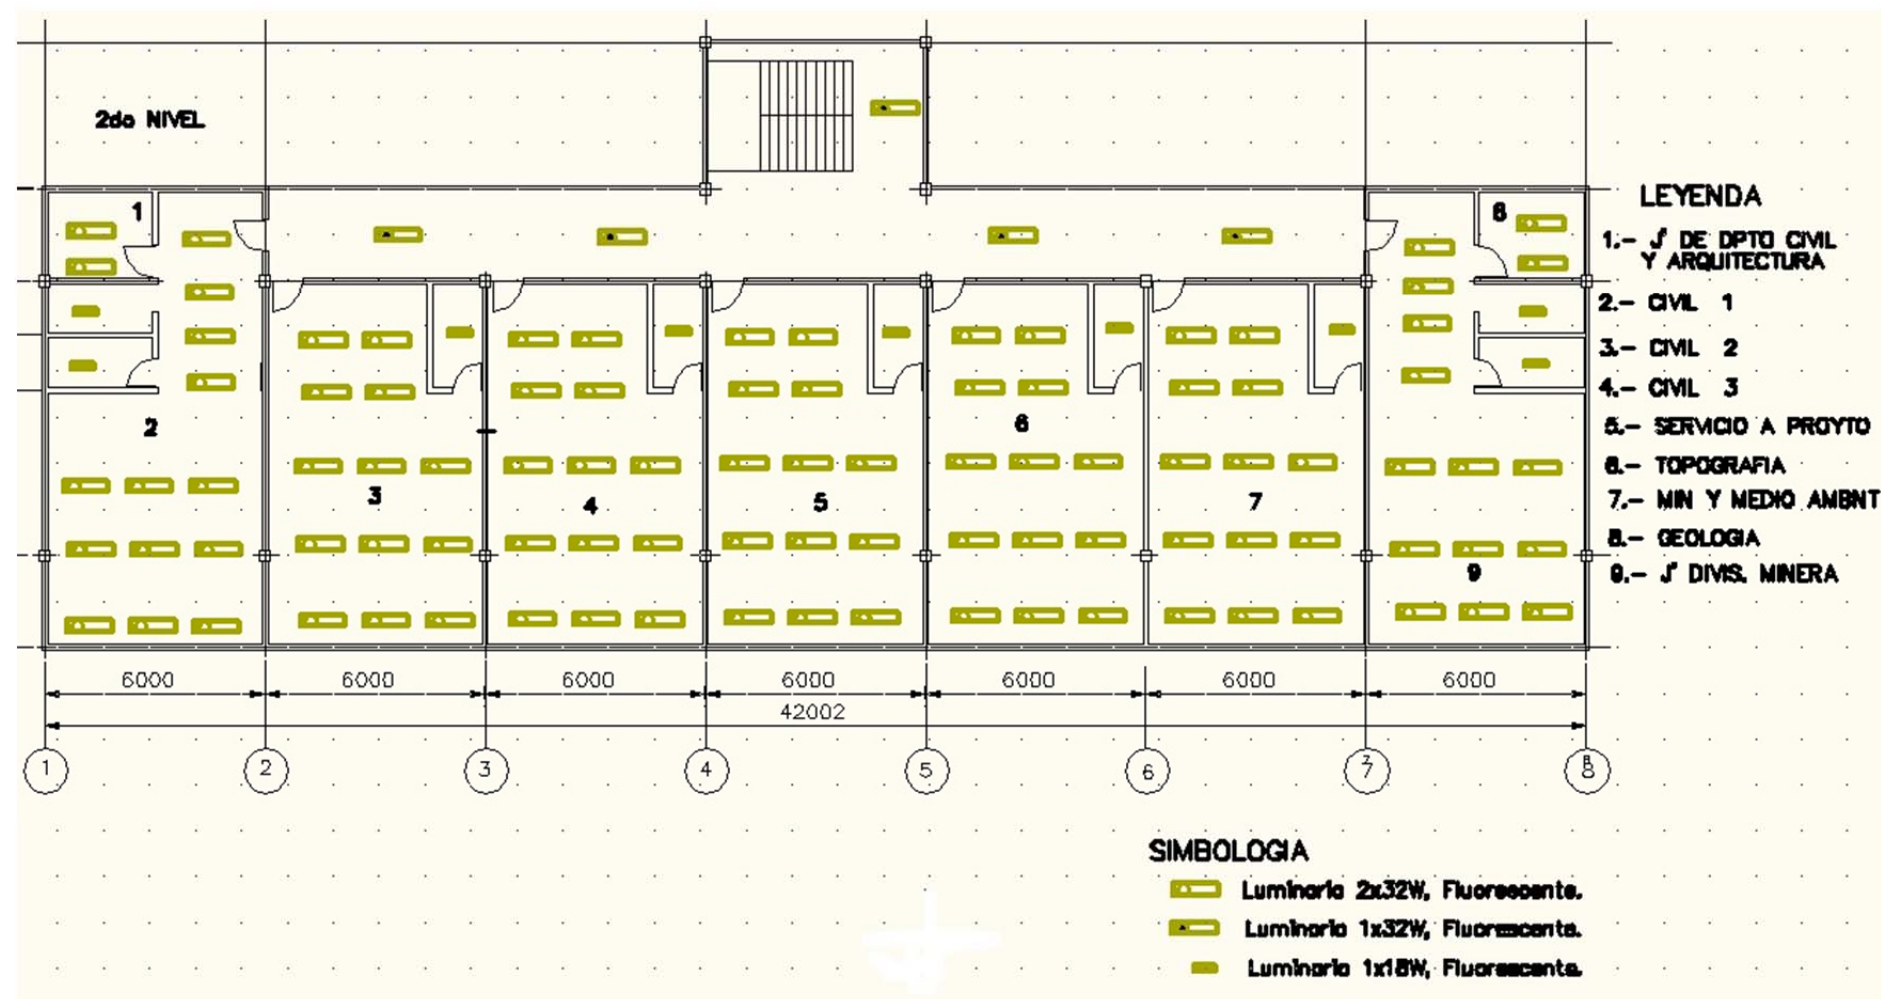 2do NIVEL
1
8
2
3
4
5
6
7
9
LEYENDA
1.- J' DE DPTO CIVIL
Y ARQUITECTURA
2.- CIVIL 1
3.- CIVIL 2
4.- CIVIL 3
5.- SERVICIO A PROYTO
6.- TOPOGRAFIA
7.- MIN Y MEDIO AMBNT
8.- GEOLOGIA
9.- J' DIVIS. MINERA
6000 6000 6000 6000 6000 6000 6000
42002
1 2 3 4 5 6 7 8
SIMBOLOGIA
Luminaria 2x32W, Fluorescente.
Luminaria 1x32W, Fluorescente.
Luminaria 1x18W, Fluorescente.